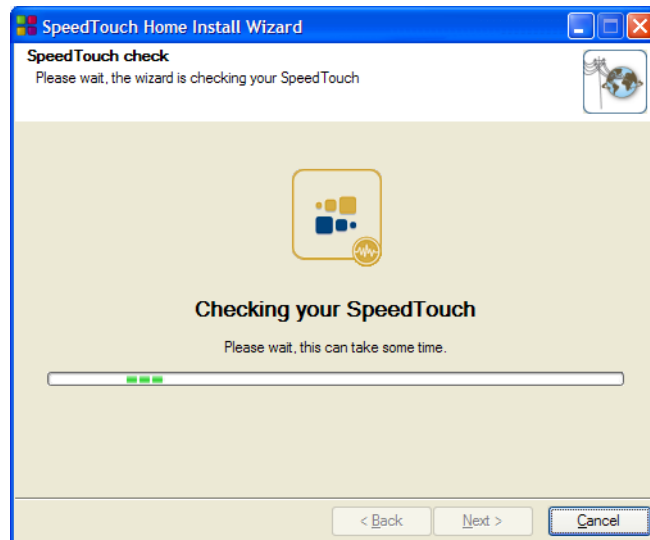 SpeedTouch Home Install Wizard
SpeedTouch check
Please wait, the wizard is checking your SpeedTouch
Checking your SpeedTouch
Please wait, this can take some time.
< Back Next > Cancel